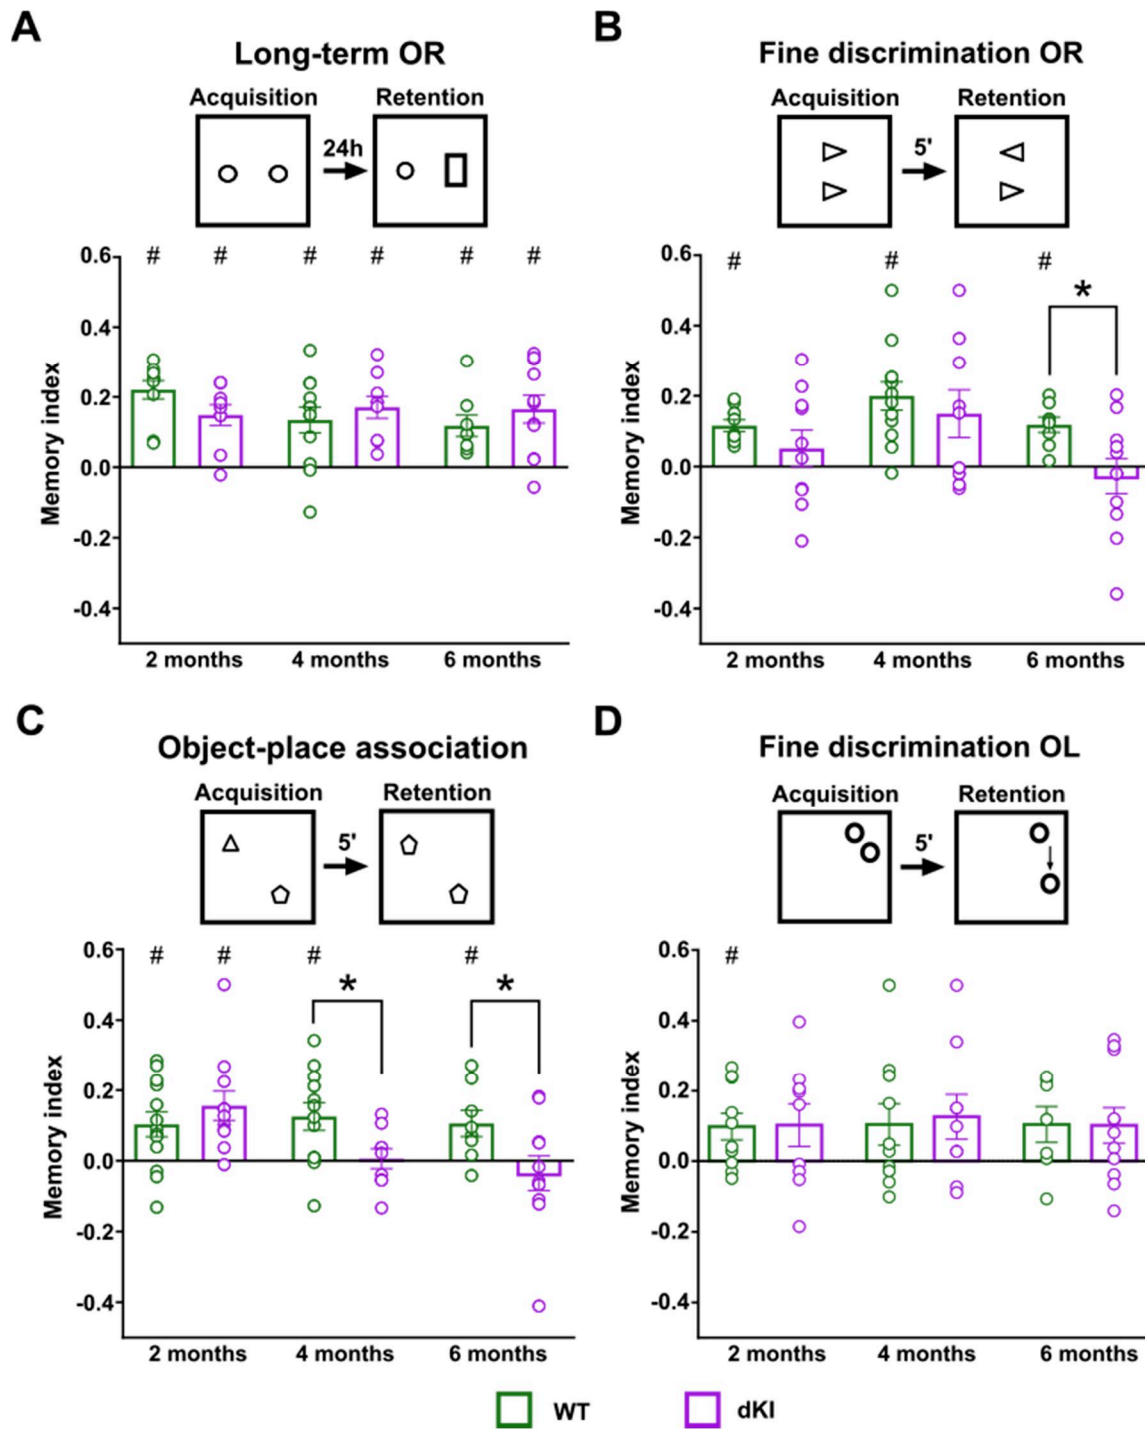 A
Long-term OR
Acquisition Retention
24h
# # # # # #
0.6
0.4
0.2
0.0
-0.2
-0.4
Memory index
2 months 4 months 6 months
B
Fine discrimination OR
Acquisition Retention
5'
# # #
*
0.6
0.4
0.2
0.0
-0.2
-0.4
Memory index
2 months 4 months 6 months
C
Object-place association
Acquisition Retention
5'
# # # #
* *
0.6
0.4
0.2
0.0
-0.2
-0.4
Memory index
2 months 4 months 6 months
D
Fine discrimination OL
Acquisition Retention
5'
#
0.6
0.4
0.2
0.0
-0.2
-0.4
Memory index
2 months 4 months 6 months
WT dKI